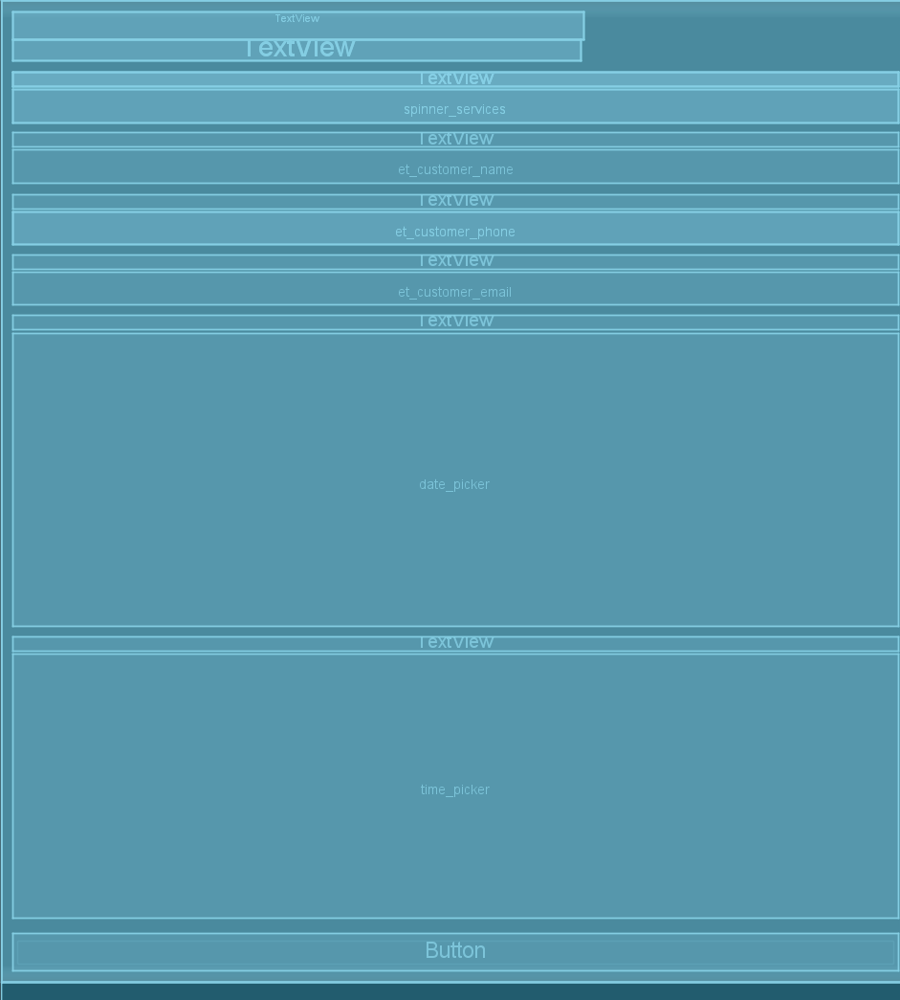 TextView
TextView
TextView
spinner_services
TextView
et_customer_name
TextView
et_customer_phone
TextView
et_customer_email
TextView
date_picker
TextView
time_picker
Button